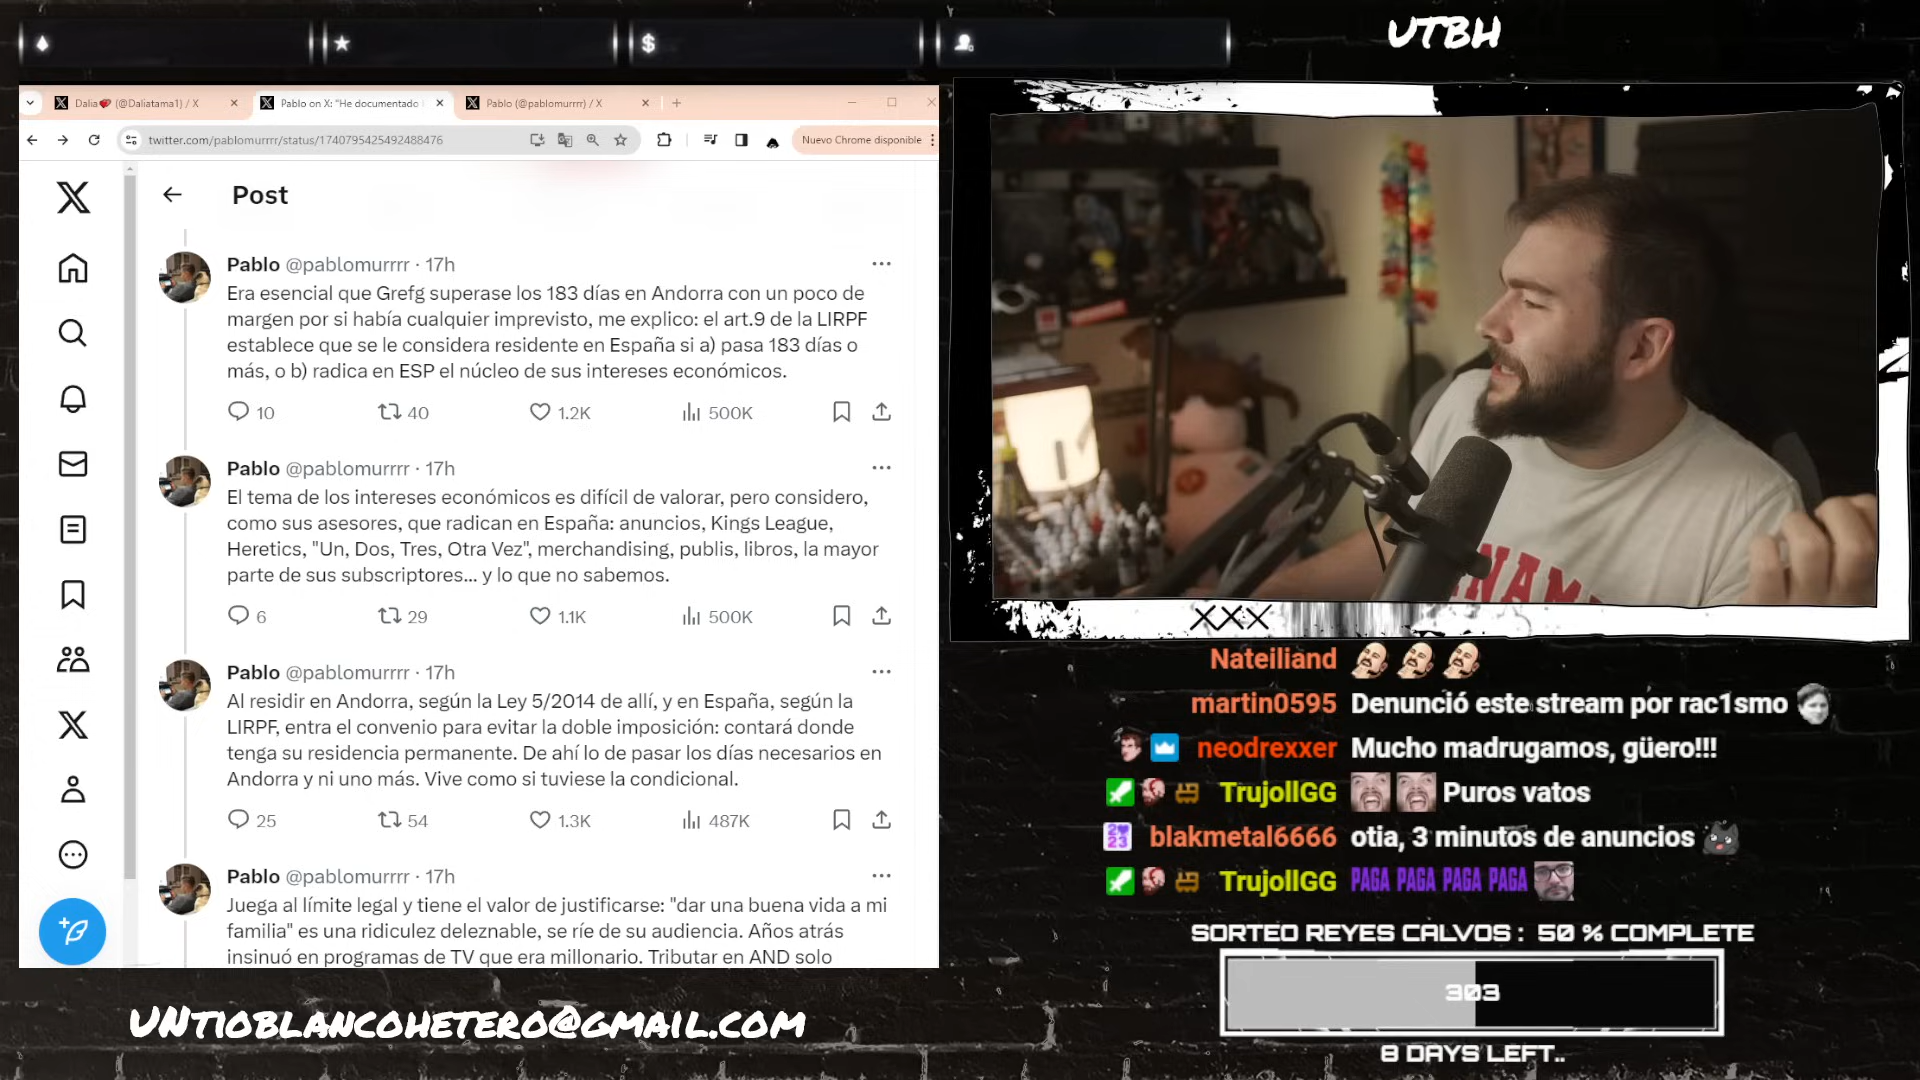 UTBH
Dalia (@Daliatama1) / X
Pablo on X: "He documentado
Pablo (@pablomurrr) / X
twitter.com/pablomurrr/status/1740795425492488476
Nuevo Chrome disponible
Post
Pablo @pablomurrr · 17h
Era esencial que Grefg superase los 183 días en Andorra con un poco de
margen por si había cualquier imprevisto, me explico: el art.9 de la LIRPF
establece que se le considera residente en España si a) pasa 183 días o
más, o b) radica en ESP el núcleo de sus intereses económicos.
10 40 1.2K 500K
Pablo @pablomurrr · 17h
El tema de los intereses económicos es difícil de valorar, pero considero,
como sus asesores, que radican en España: anuncios, Kings League,
Heretics, "Un, Dos, Tres, Otra Vez", merchandising, publis, libros, la mayor
parte de sus subscriptores... y lo que no sabemos.
6 29 1.1K 500K
Pablo @pablomurrr · 17h
Al residir en Andorra, según la Ley 5/2014 de allí, y en España, según la
LIRPF, entra el convenio para evitar la doble imposición: contará donde
tenga su residencia permanente. De ahí lo de pasar los días necesarios en
Andorra y ni uno más. Vive como si tuviese la condicional.
25 54 1.3K 487K
Pablo @pablomurrr · 17h
Juega al límite legal y tiene el valor de justificarse: "dar una buena vida a mi
familia" es una ridiculez deleznable, se ríe de su audiencia. Años atrás
insinuó en programas de TV que era millonario. Tributar en AND solo
XXX
Nateiliand
martin0595 Denunció este stream por rac1smo
neodrexxer Mucho madrugamos, güero!!!
TrujollGG Puros vatos
blakmetal6666 otia, 3 minutos de anuncios
TrujollGG PAGA PAGA PAGA PAGA
SORTEO REYES CALVOS : 50 % COMPLETE
303
8 DAYS LEFT..
UNTIOBLANCOHETERO@GMAIL.COM